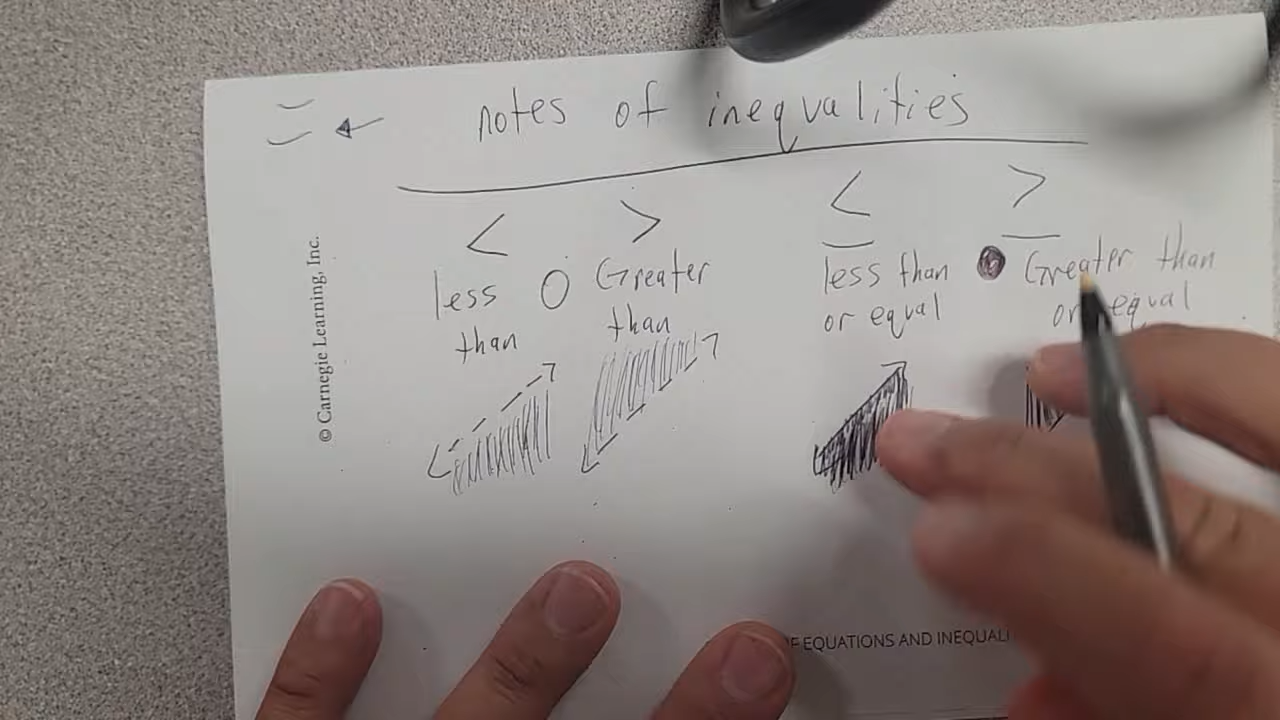 notes of inequalities
< > ≤ ≥
less than
Greater than
less than
or equal
Greater than
or equal
© Carnegie Learning, Inc.
EQUATIONS AND